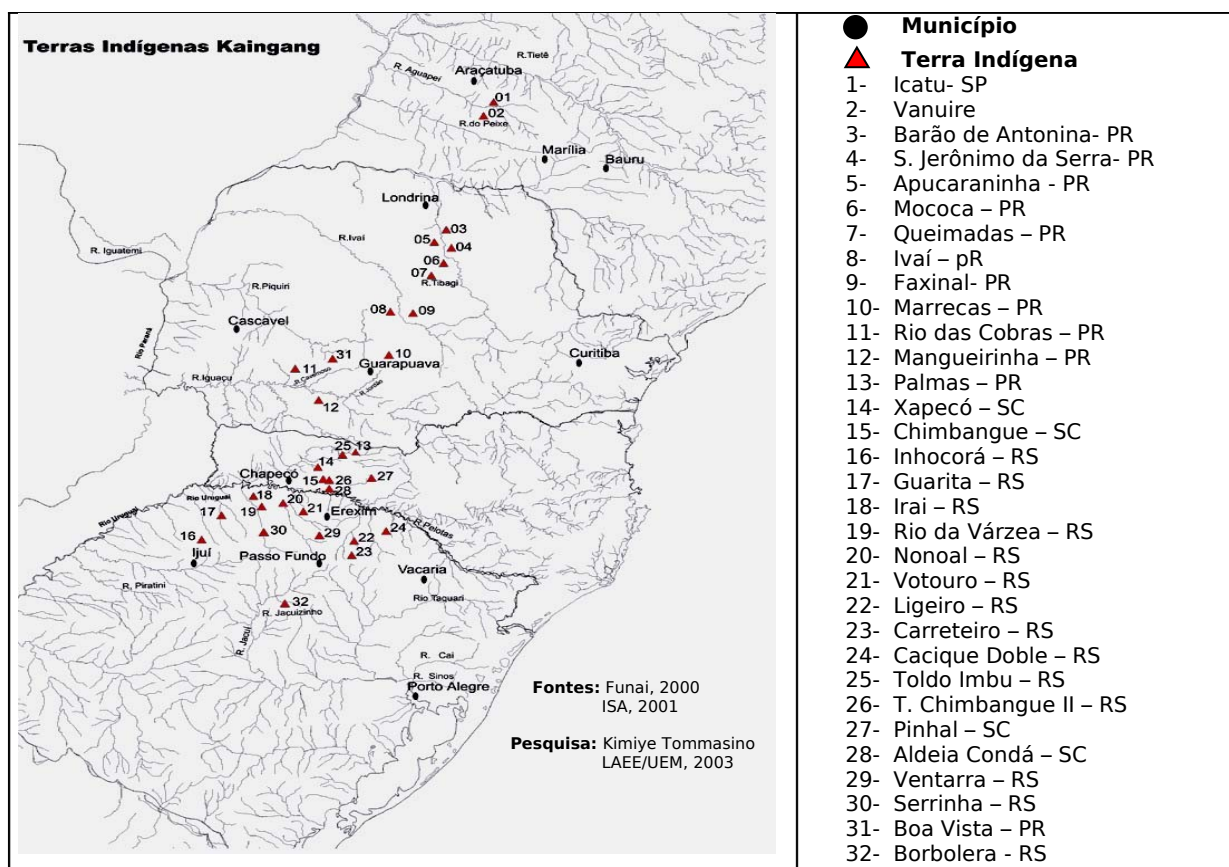 Terras Indígenas Kaingang
R.Tietê
Araçatuba
R. Aguapeí
01
02
R.do Peixe
Marília
Bauru
Londrina
03
R.Ivaí
05
04
R. Iguatemi
06
07
R.Tibagi
R.Piquiri
08
09
Cascavel
Rio Paraná
31
10
Curitiba
11
Guarapuava
R.Iguaçu
R. Jordão
12
25
13
14
Chapecó
15
26
27
28
Rio Uruguai
Rio Uruguai
18
20
19
17
21
Erexim
R.Pelotas
30
29
24
16
22
Ijuí
Passo Fundo
23
Vacaria
R. Piratini
Rio Taquari
32
R. Jacuizinho
R. Jacuí
R. Cai
R. Sinos
Porto Alegre
Fontes: Funai, 2000
ISA, 2001
Pesquisa: Kimiye Tommasino
LAEE/UEM, 2003
Município
Terra Indígena
1- Icatu- SP
2- Vanuire
3- Barão de Antonina- PR
4- S. Jerônimo da Serra- PR
5- Apucaraninha - PR
6- Mococa – PR
7- Queimadas – PR
8- Ivaí – pR
9- Faxinal- PR
10- Marrecas – PR
11- Rio das Cobras – PR
12- Mangueirinha – PR
13- Palmas – PR
14- Xapecó – SC
15- Chimbangue – SC
16- Inhocorá – RS
17- Guarita – RS
18- Irai – RS
19- Rio da Várzea – RS
20- Nonoal – RS
21- Votouro – RS
22- Ligeiro – RS
23- Carreteiro – RS
24- Cacique Doble – RS
25- Toldo Imbu – RS
26- T. Chimbangue II – RS
27- Pinhal – SC
28- Aldeia Condá – SC
29- Ventarra – RS
30- Serrinha – RS
31- Boa Vista – PR
32- Borbolera - RS